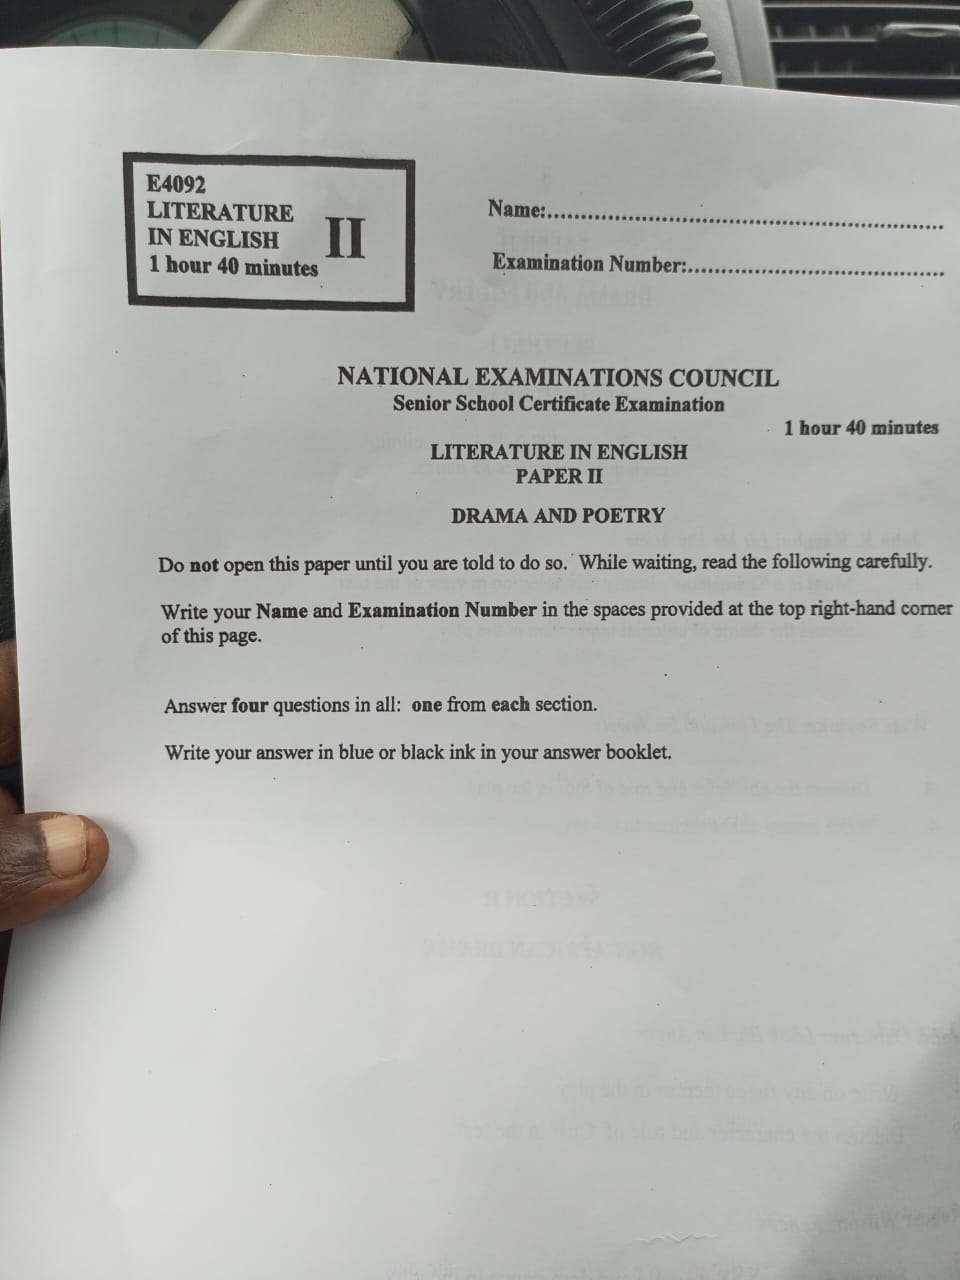 E4092
LITERATURE
IN ENGLISH
1 hour 40 minutes
II
Name:..............................................................
Examination Number:........................................
NATIONAL EXAMINATIONS COUNCIL
Senior School Certificate Examination
1 hour 40 minutes
LITERATURE IN ENGLISH
PAPER II
DRAMA AND POETRY
Do not open this paper until you are told to do so. While waiting, read the following carefully.
Write your Name and Examination Number in the spaces provided at the top right-hand corner
of this page.
Answer four questions in all: one from each section.
Write your answer in blue or black ink in your answer booklet.